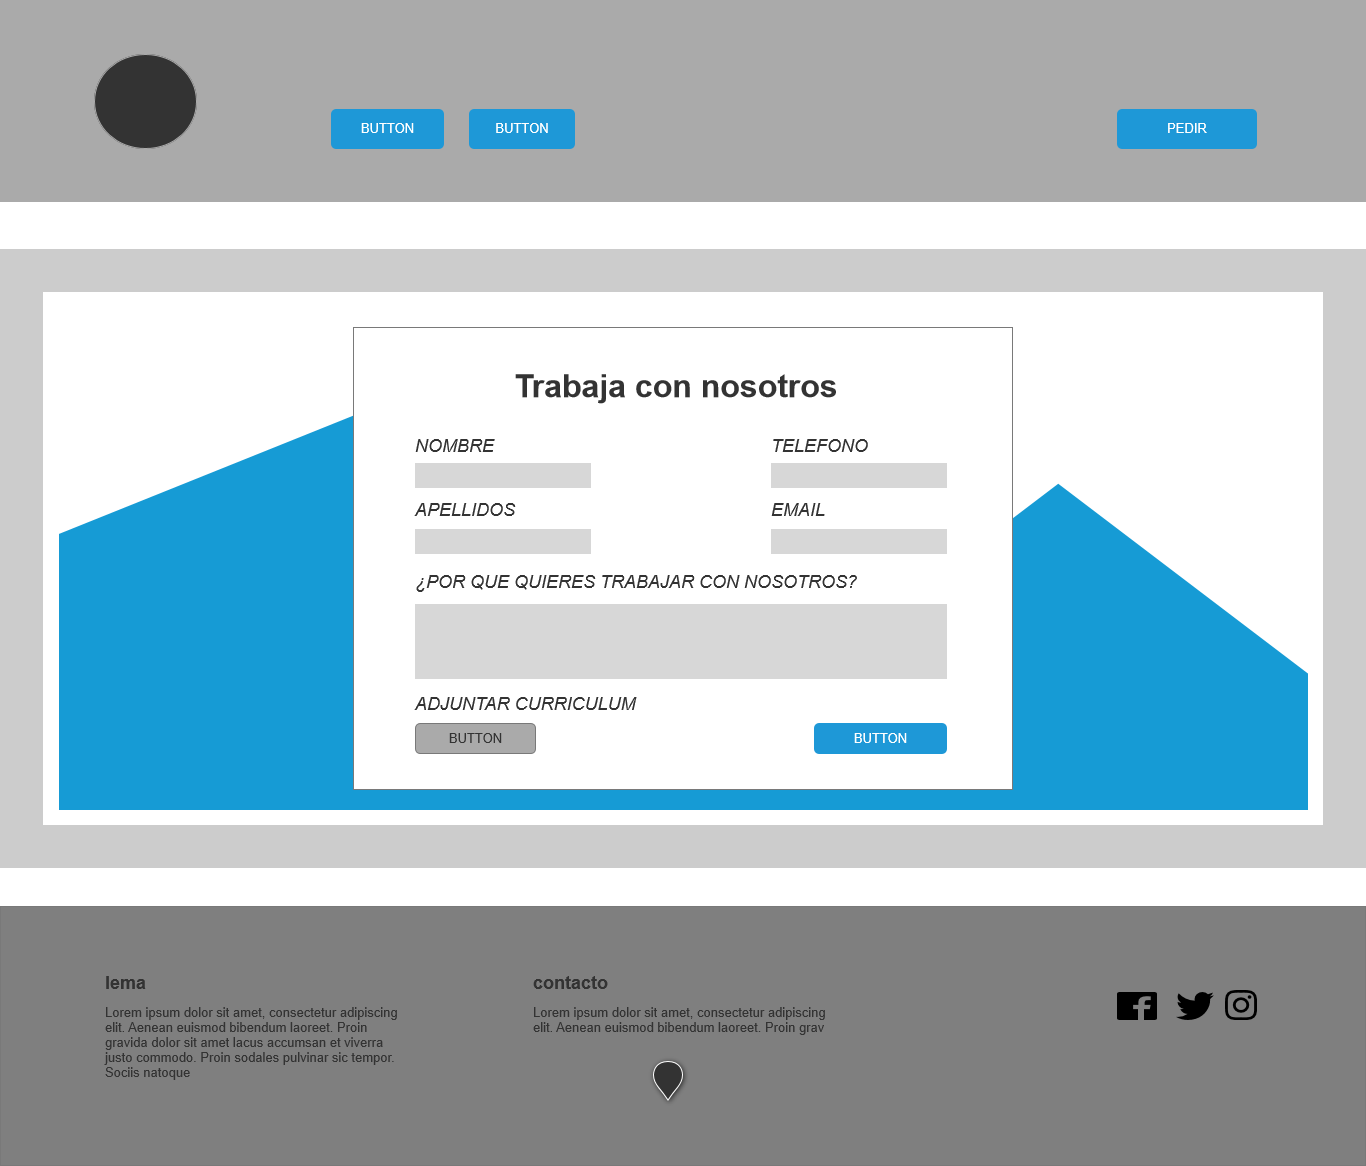 BUTTON
BUTTON
PEDIR
Trabaja con nosotros
NOMBRE
TELEFONO
APELLIDOS
EMAIL
¿POR QUE QUIERES TRABAJAR CON NOSOTROS?
ADJUNTAR CURRICULUM
BUTTON
BUTTON
lema
Lorem ipsum dolor sit amet, consectetur adipiscing
elit. Aenean euismod bibendum laoreet. Proin
gravida dolor sit amet lacus accumsan et viverra
justo commodo. Proin sodales pulvinar sic tempor.
Sociis natoque
contacto
Lorem ipsum dolor sit amet, consectetur adipiscing
elit. Aenean euismod bibendum laoreet. Proin grav